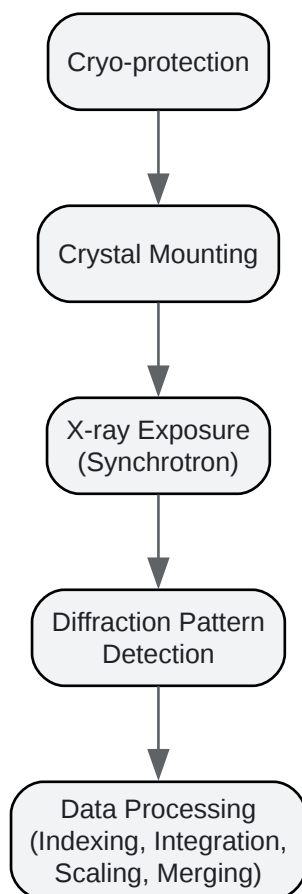 Cryo-protection
Crystal Mounting
X-ray Exposure
(Synchrotron)
Diffraction Pattern
Detection
Data Processing
(Indexing, Integration,
Scaling, Merging)